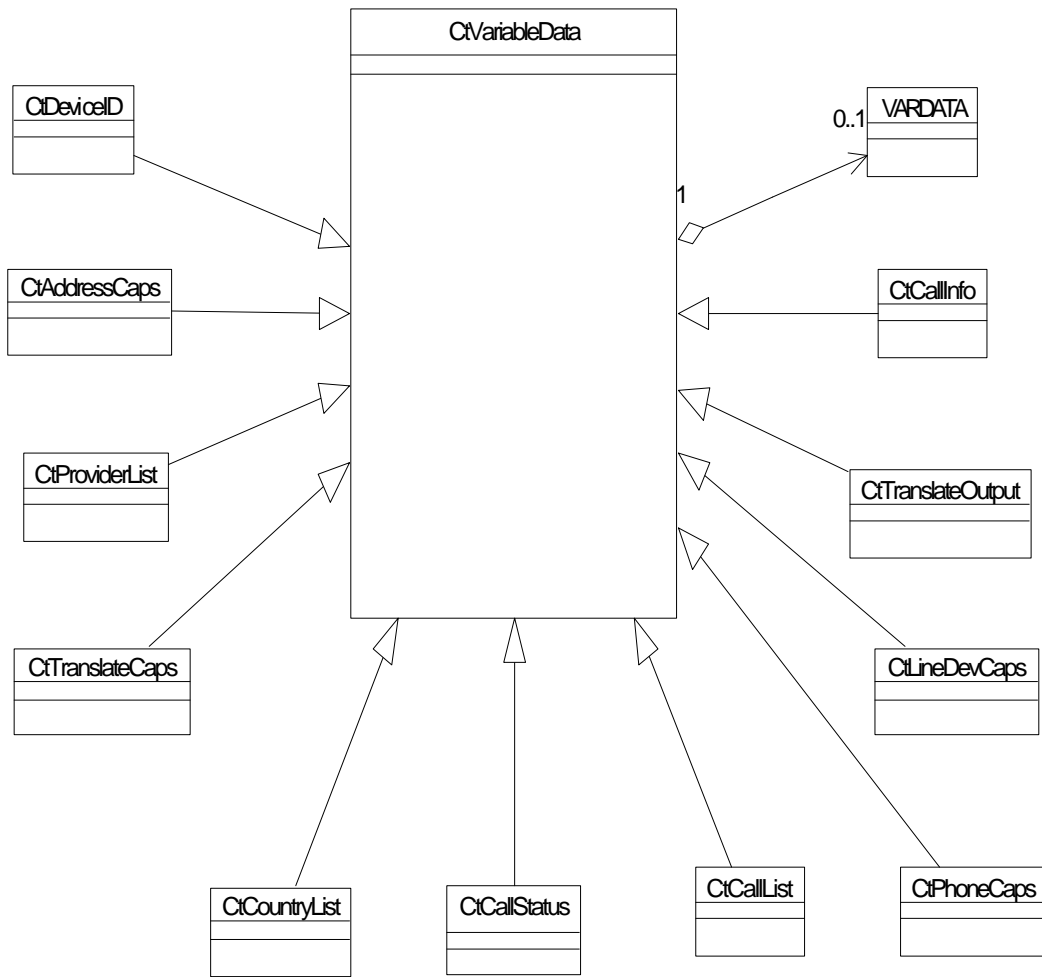 CtVariableData
CtDeviceID
VARDATA
0..1
1
CtAddressCaps
CtCallInfo
CtProviderList
CtTranslateOutput
CtTranslateCaps
CtLineDevCaps
CtCountryList
CtCallStatus
CtCallList
CtPhoneCaps